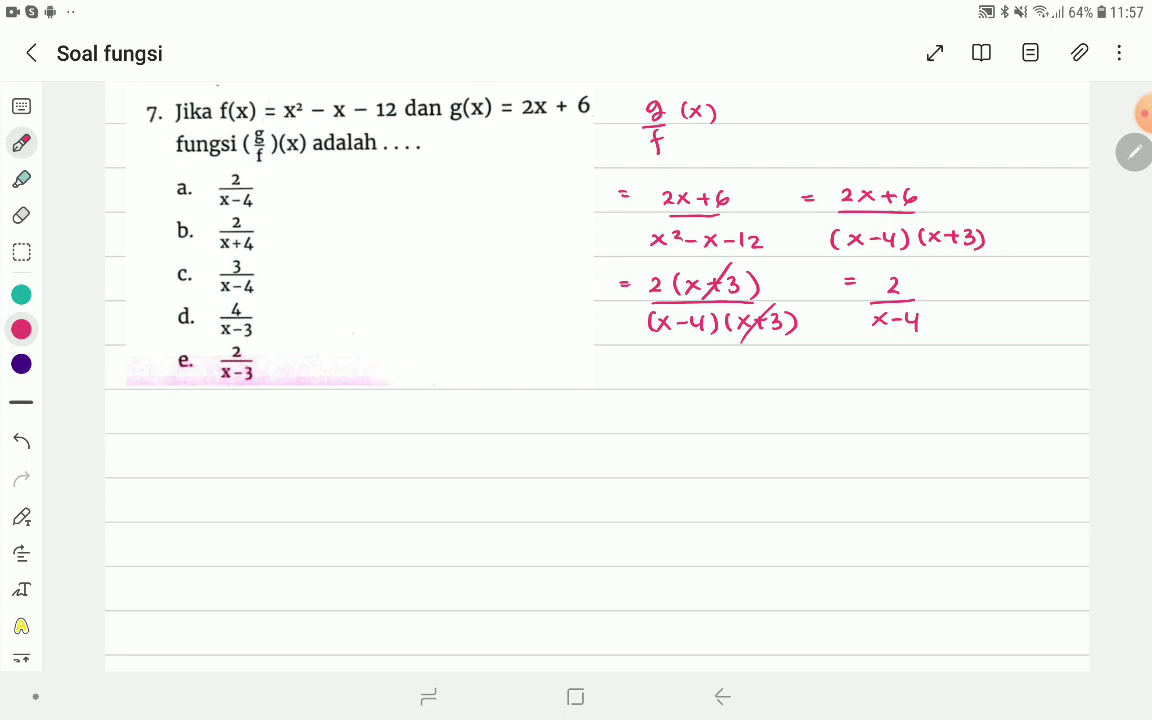 64% 11:57
Soal fungsi
7. Jika f(x) = x² − x − 12 dan g(x) = 2x + 6
fungsi (g/f)(x) adalah . . . .
a. 2/(x−4)
b. 2/(x+4)
c. 3/(x−4)
d. 4/(x−3)
e. 2/(x−3)
g/f (x)
= (2x+6)/(x²−x−12) = (2x+6)/((x−4)(x+3))
= 2(x+3)/((x−4)(x+3)) = 2/(x−4)